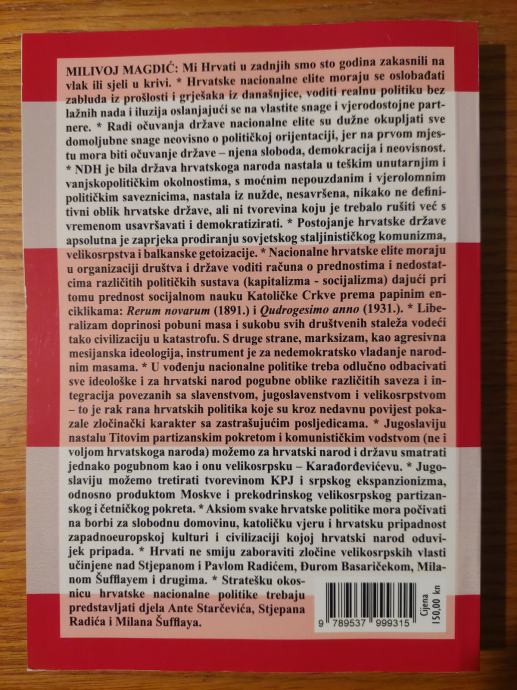 MILIVOJ MAGDIĆ: Mi Hrvati u zadnjih smo sto godina zakasnili na
vlak ili sjeli u krivi. * Hrvatske nacionalne elite moraju se oslobađati
zabluda iz prošlosti i grješaka iz današnjice, voditi realnu politiku bez
lažnih nada i iluzija oslanjajući se na vlastite snage i vjerodostojne part-
nere. * Radi očuvanja države nacionalne elite su dužne okupljati sve
domoljubne snage neovisno o političkoj orijentaciji, jer na prvom mjes-
tu mora biti očuvanje države – njena sloboda, demokracija i neovisnost.
* NDH je bila država hrvatskoga naroda nastala u teškim unutarnjim i
vanjskopolitičkim okolnostima, s moćnim nepouzdanim i vjerolomnim
političkim saveznicima, nastala iz nužde, nesavršena, nikako ne defini-
tivni oblik hrvatske države, ali ni tvorevina koju je trebalo rušiti već s
vremenom usavršavati i demokratizirati. * Postojanje hrvatske države
apsolutna je zaprjeka prodiranju sovjetskog staljinističkog komunizma,
velikosrpstva i balkanske getoizacije. * Nacionalne hrvatske elite moraju
u organizaciji društva i države voditi računa o prednostima i nedostat-
cima različitih političkih sustava (kapitalizma - socijalizma) dajući pri
tomu prednost socijalnom nauku Katoličke Crkve prema papinim en-
ciklikama: Rerum novarum (1891.) i Qudrogesimo anno (1931.). * Libe-
ralizam doprinosi pobuni masa i sukobu svih društvenih staleža vodeći
tako civilizaciju u katastrofu. S druge strane, marksizam, kao agresivna
mesijanska ideologija, instrument je za nedemokratsko vladanje narod-
nim masama. * U vođenju nacionalne politike treba odlučno odbacivati
sve ideološke i za hrvatski narod pogubne oblike različitih saveza i in-
tegracija povezanih sa slavenstvom, jugoslavenstvom i velikosrpstvom
– to je rak rana hrvatskih politika koje su kroz nedavnu povijest poka-
zale zločinački karakter sa zastrašujućim posljedicama. * Jugoslaviju
nastalu Titovim partizanskim pokretom i komunističkim vodstvom (ne i
voljom hrvatskoga naroda) možemo za hrvatski narod i državu smatrati
jednako pogubnom kao i onu velikosrpsku – Karađorđevićevu. * Jugo-
slaviju možemo tretirati tvorevinom KPJ i srpskog ekspanzionizma,
odnosno produktom Moskve i prekodrinskog velikosrpskog partizan-
skog i četničkog pokreta. * Aksiom svake hrvatske politike mora počivati
na borbi za slobodnu domovinu, katoličku vjeru i hrvatsku pripadnost
zapadnoeuropskoj kulturi i civilizaciji kojoj hrvatski narod oduvi-
jek pripada. * Hrvati ne smiju zaboraviti zločine velikosrpskih vlasti
učinjene nad Stjepanom i Pavlom Radićem, Đurom Basaričekom, Mila-
nom Šufflayem i drugima. * Stratešku okos-
nicu hrvatske nacionalne politike trebaju
predstavljati djela Ante Starčevića, Stjepana
Radića i Milana Šufflaya.
9 789537 999315
Cijena
150,00 kn